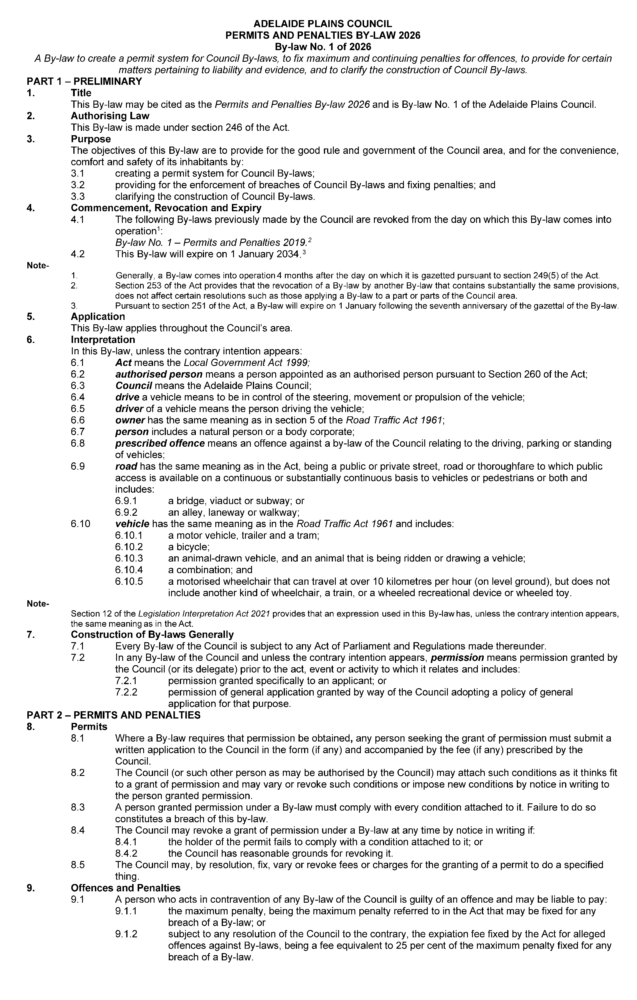 ADELAIDE PLAINS COUNCIL
PERMITS AND PENALTIES BY-LAW 2026
By-law No. 1 of 2026
A By-law to create a permit system for Council By-laws, to fix maximum and continuing penalties for offences, to provide for certain
matters pertaining to liability and evidence, and to clarify the construction of Council By-laws.
PART 1 – PRELIMINARY
1. Title
This By-law may be cited as the Permits and Penalties By-law 2026 and is By-law No. 1 of the Adelaide Plains Council.
2. Authorising Law
This By-law is made under section 246 of the Act.
3. Purpose
The objectives of this By-law are to provide for the good rule and government of the Council area, and for the convenience,
comfort and safety of its inhabitants by:
3.1 creating a permit system for Council By-laws;
3.2 providing for the enforcement of breaches of Council By-laws and fixing penalties; and
3.3 clarifying the construction of Council By-laws.
4. Commencement, Revocation and Expiry
4.1 The following By-laws previously made by the Council are revoked from the day on which this By-law comes into
operation¹:
By-law No. 1 – Permits and Penalties 2019.²
4.2 This By-law will expire on 1 January 2034.³
Note-
1. Generally, a By-law comes into operation 4 months after the day on which it is gazetted pursuant to section 249(5) of the Act.
2. Section 253 of the Act provides that the revocation of a By-law by another By-law that contains substantially the same provisions,
does not affect certain resolutions such as those applying a By-law to a part or parts of the Council area.
3. Pursuant to section 251 of the Act, a By-law will expire on 1 January following the seventh anniversary of the gazettal of the By-law.
5. Application
This By-law applies throughout the Council's area.
6. Interpretation
In this By-law, unless the contrary intention appears:
6.1 Act means the Local Government Act 1999;
6.2 authorised person means a person appointed as an authorised person pursuant to Section 260 of the Act;
6.3 Council means the Adelaide Plains Council;
6.4 drive a vehicle means to be in control of the steering, movement or propulsion of the vehicle;
6.5 driver of a vehicle means the person driving the vehicle;
6.6 owner has the same meaning as in section 5 of the Road Traffic Act 1961;
6.7 person includes a natural person or a body corporate;
6.8 prescribed offence means an offence against a by-law of the Council relating to the driving, parking or standing
of vehicles;
6.9 road has the same meaning as in the Act, being a public or private street, road or thoroughfare to which public
access is available on a continuous or substantially continuous basis to vehicles or pedestrians or both and
includes:
6.9.1 a bridge, viaduct or subway; or
6.9.2 an alley, laneway or walkway;
6.10 vehicle has the same meaning as in the Road Traffic Act 1961 and includes:
6.10.1 a motor vehicle, trailer and a tram;
6.10.2 a bicycle;
6.10.3 an animal-drawn vehicle, and an animal that is being ridden or drawing a vehicle;
6.10.4 a combination; and
6.10.5 a motorised wheelchair that can travel at over 10 kilometres per hour (on level ground), but does not
include another kind of wheelchair, a train, or a wheeled recreational device or wheeled toy.
Note-
Section 12 of the Legislation Interpretation Act 2021 provides that an expression used in this By-law has, unless the contrary intention appears,
the same meaning as in the Act.
7. Construction of By-laws Generally
7.1 Every By-law of the Council is subject to any Act of Parliament and Regulations made thereunder.
7.2 In any By-law of the Council and unless the contrary intention appears, permission means permission granted by
the Council (or its delegate) prior to the act, event or activity to which it relates and includes:
7.2.1 permission granted specifically to an applicant; or
7.2.2 permission of general application granted by way of the Council adopting a policy of general
application for that purpose.
PART 2 – PERMITS AND PENALTIES
8. Permits
8.1 Where a By-law requires that permission be obtained, any person seeking the grant of permission must submit a
written application to the Council in the form (if any) and accompanied by the fee (if any) prescribed by the
Council.
8.2 The Council (or such other person as may be authorised by the Council) may attach such conditions as it thinks fit
to a grant of permission and may vary or revoke such conditions or impose new conditions by notice in writing to
the person granted permission.
8.3 A person granted permission under a By-law must comply with every condition attached to it. Failure to do so
constitutes a breach of this by-law.
8.4 The Council may revoke a grant of permission under a By-law at any time by notice in writing if:
8.4.1 the holder of the permit fails to comply with a condition attached to it; or
8.4.2 the Council has reasonable grounds for revoking it.
8.5 The Council may, by resolution, fix, vary or revoke fees or charges for the granting of a permit to do a specified
thing.
9. Offences and Penalties
9.1 A person who acts in contravention of any By-law of the Council is guilty of an offence and may be liable to pay:
9.1.1 the maximum penalty, being the maximum penalty referred to in the Act that may be fixed for any
breach of a By-law; or
9.1.2 subject to any resolution of the Council to the contrary, the expiation fee fixed by the Act for alleged
offences against By-laws, being a fee equivalent to 25 per cent of the maximum penalty fixed for any
breach of a By-law.